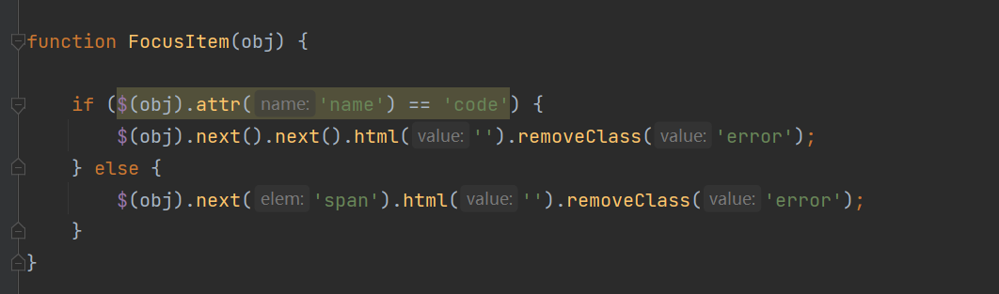 function FocusItem(obj) {
if ($(obj).attr( name: 'name') == 'code') {
$(obj).next().next().html( value: '').removeClass( value: 'error');
} else {
$(obj).next( elem: 'span').html( value: '').removeClass( value: 'error');
}
}